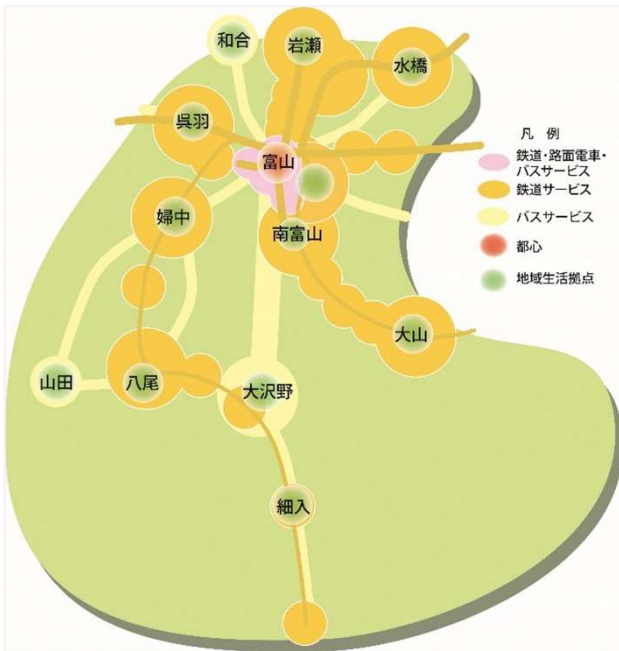 和合
岩瀬
水橋
呉羽
富山
婦中
南富山
大山
山田
八尾
大沢野
細入
凡 例
鉄道・路面電車・
バスサービス
鉄道サービス
バスサービス
都心
地域生活拠点